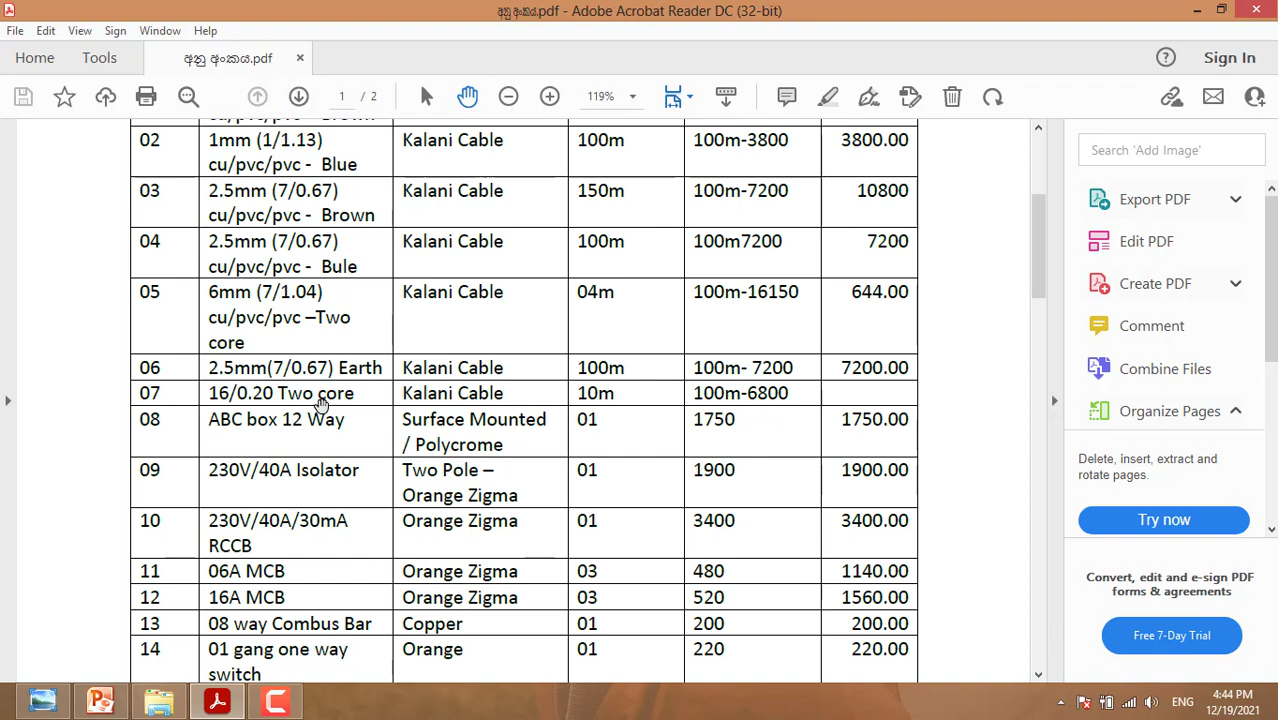 අනු අංකය.pdf - Adobe Acrobat Reader DC (32-bit)
File Edit View Sign Window Help
Home Tools අනු අංකය.pdf × Sign In
1 / 2 119%
cu/pvc/pvc - Brown
02 1mm (1/1.13) Kalani Cable 100m 100m-3800 3800.00
cu/pvc/pvc - Blue
03 2.5mm (7/0.67) Kalani Cable 150m 100m-7200 10800
cu/pvc/pvc - Brown
04 2.5mm (7/0.67) Kalani Cable 100m 100m7200 7200
cu/pvc/pvc - Bule
05 6mm (7/1.04) Kalani Cable 04m 100m-16150 644.00
cu/pvc/pvc –Two
core
06 2.5mm(7/0.67) Earth Kalani Cable 100m 100m- 7200 7200.00
07 16/0.20 Two core Kalani Cable 10m 100m-6800
08 ABC box 12 Way Surface Mounted 01 1750 1750.00
/ Polycrome
09 230V/40A Isolator Two Pole – 01 1900 1900.00
Orange Zigma
10 230V/40A/30mA Orange Zigma 01 3400 3400.00
RCCB
11 06A MCB Orange Zigma 03 480 1140.00
12 16A MCB Orange Zigma 03 520 1560.00
13 08 way Combus Bar Copper 01 200 200.00
14 01 gang one way Orange 01 220 220.00
switch
Search 'Add Image'
Export PDF
Edit PDF
Create PDF
Comment
Combine Files
Organize Pages
Delete, insert, extract and
rotate pages.
Try now
Convert, edit and e-sign PDF
forms & agreements
Free 7-Day Trial
ENG
4:44 PM
12/19/2021